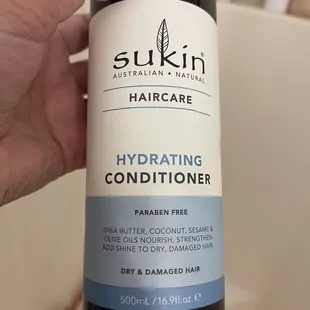 sukin®
AUSTRALIAN • NATURAL
HAIRCARE
HYDRATING
CONDITIONER
PARABEN FREE
SHEA BUTTER, COCONUT, SESAME &
OLIVE OILS NOURISH, STRENGTHEN,
ADD SHINE TO DRY, DAMAGED HAIR
DRY & DAMAGED HAIR
500mL / 16.9fl oz ℮